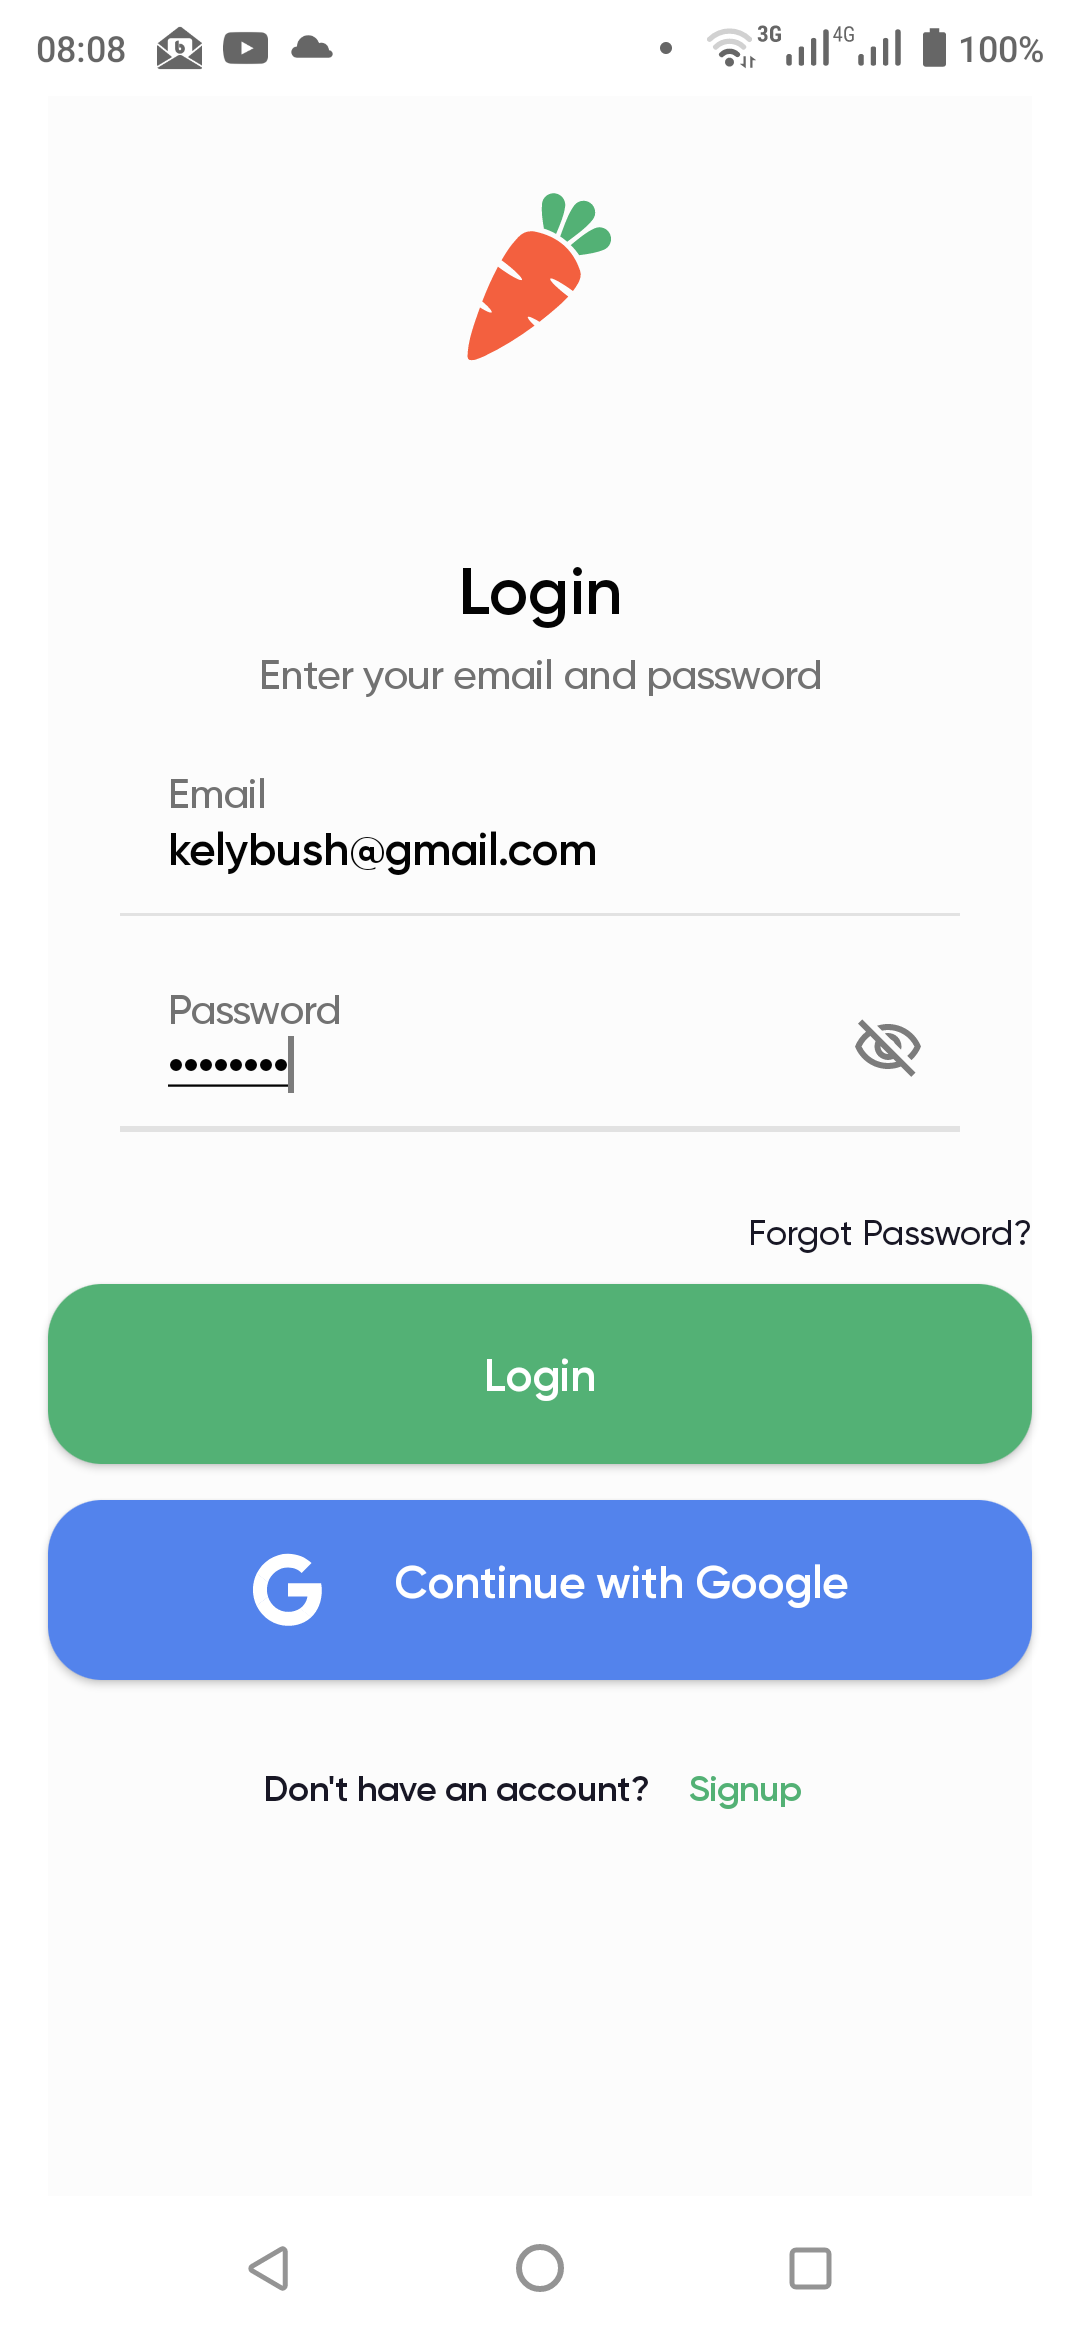 08:08
3G
4G
100%
Login
Enter your email and password
Email
kelybush@gmail.com
Password
••••••••
Forgot Password?
Login
G Continue with Google
Don't have an account? Signup